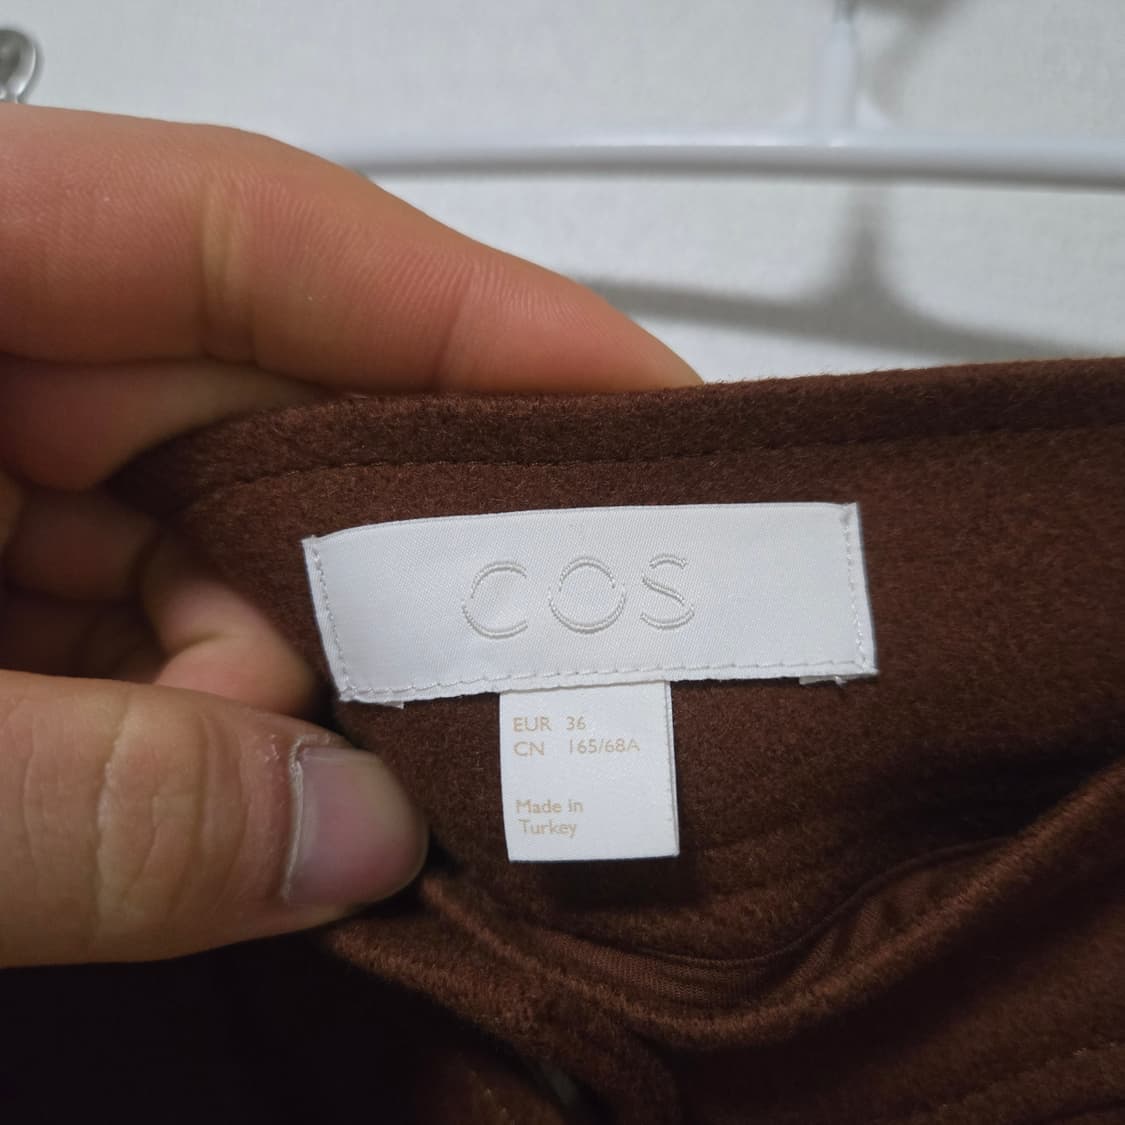 COS
EUR 36
CN 165/68A
Made in
Turkey